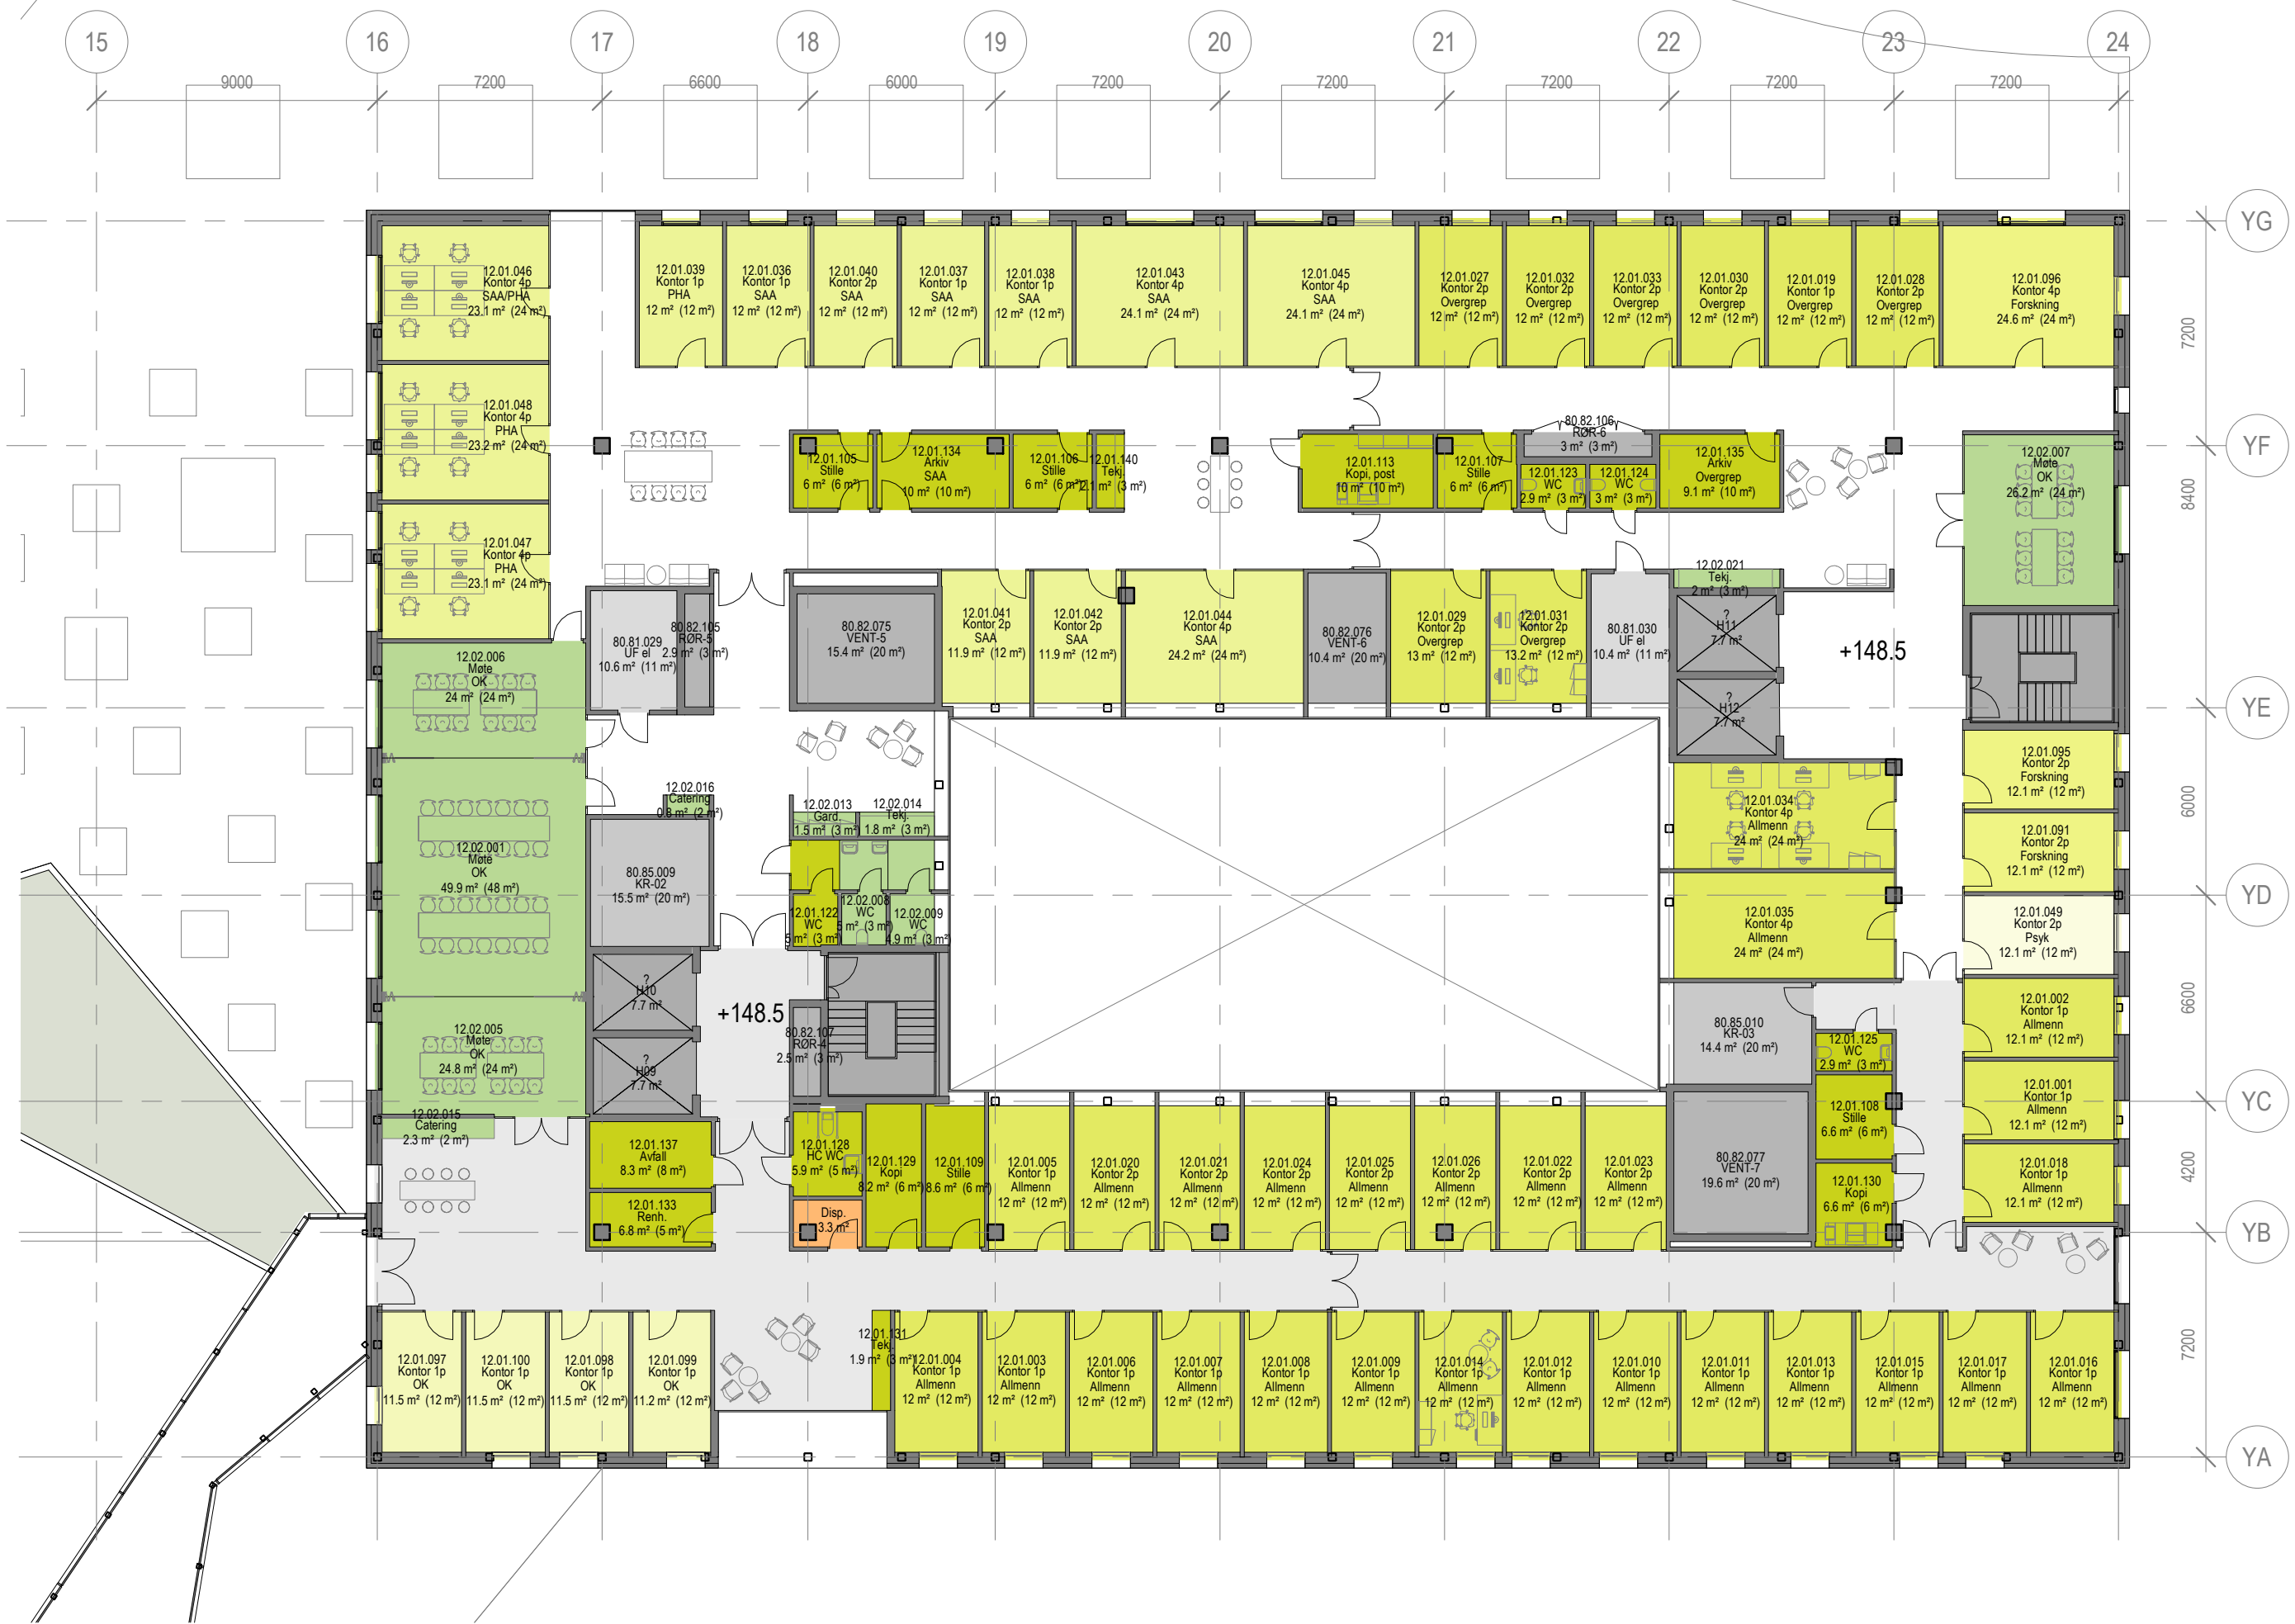 15
16
17
18
19
20
21
22
23
24
9000
7200
6600
6000
7200
7200
7200
7200
7200
YG
YF
YE
YD
YC
YB
YA
7200
8400
6000
6600
4200
7200
12.01.046
Kontor 4p
SAA/PHA
23.1 m² (24 m²)
12.01.039
Kontor 1p
PHA
12 m² (12 m²)
12.01.036
Kontor 1p
SAA
12 m² (12 m²)
12.01.040
Kontor 2p
SAA
12 m² (12 m²)
12.01.037
Kontor 1p
SAA
12 m² (12 m²)
12.01.038
Kontor 1p
SAA
12 m² (12 m²)
12.01.043
Kontor 4p
SAA
24.1 m² (24 m²)
12.01.045
Kontor 4p
SAA
24.1 m² (24 m²)
12.01.027
Kontor 2p
Overgrep
12 m² (12 m²)
12.01.032
Kontor 2p
Overgrep
12 m² (12 m²)
12.01.033
Kontor 2p
Overgrep
12 m² (12 m²)
12.01.030
Kontor 2p
Overgrep
12 m² (12 m²)
12.01.019
Kontor 1p
Overgrep
12 m² (12 m²)
12.01.028
Kontor 2p
Overgrep
12 m² (12 m²)
12.01.096
Kontor 4p
Forskning
24.6 m² (24 m²)
12.01.048
Kontor 4p
PHA
23.2 m² (24 m²)
12.01.105
Stille
6 m² (6 m²)
12.01.134
Arkiv
SAA
10 m² (10 m²)
12.01.106
Stille
6 m² (6 m²)
12.01.140
Tekj.
2.1 m² (3 m²)
12.01.113
Kopi, post
10 m² (10 m²)
12.01.107
Stille
6 m² (6 m²)
80.82.106
RØR-6
3 m² (3 m²)
12.01.123
WC
2.9 m² (3 m²)
12.01.124
WC
3 m² (3 m²)
12.01.135
Arkiv
Overgrep
9.1 m² (10 m²)
12.02.007
Møte
OK
26.2 m² (24 m²)
12.01.047
Kontor 4p
PHA
23.1 m² (24 m²)
80.81.029
UF el
10.6 m² (11 m²)
80.82.105
RØR-5
2.9 m² (3 m²)
80.82.075
VENT-5
15.4 m² (20 m²)
12.01.041
Kontor 2p
SAA
11.9 m² (12 m²)
12.01.042
Kontor 2p
SAA
11.9 m² (12 m²)
12.01.044
Kontor 4p
SAA
24.2 m² (24 m²)
80.82.076
VENT-6
10.4 m² (20 m²)
12.01.029
Kontor 2p
Overgrep
13 m² (12 m²)
12.01.031
Kontor 2p
Overgrep
13.2 m² (12 m²)
80.81.030
UF el
10.4 m² (11 m²)
12.02.021
Tekj.
2 m² (3 m²)
?
H11
7.7 m²
+148.5
12.02.006
Møte
OK
24 m² (24 m²)
?
H12
7.7 m²
12.01.095
Kontor 2p
Forskning
12.1 m² (12 m²)
12.02.016
Catering
0.8 m² (2 m²)
12.02.013
Gard.
1.5 m² (3 m²)
12.02.014
Tekj.
1.8 m² (3 m²)
12.01.034
Kontor 4p
Allmenn
24 m² (24 m²)
12.01.091
Kontor 2p
Forskning
12.1 m² (12 m²)
12.02.001
Møte
OK
49.9 m² (48 m²)
80.85.009
KR-02
15.5 m² (20 m²)
12.01.122
WC
5 m² (3 m²)
12.02.008
WC
5 m² (3 m²)
12.02.009
WC
4.9 m² (3 m²)
12.01.035
Kontor 4p
Allmenn
24 m² (24 m²)
12.01.049
Kontor 2p
Psyk
12.1 m² (12 m²)
?
H10
7.7 m²
+148.5
12.01.002
Kontor 1p
Allmenn
12.1 m² (12 m²)
12.02.005
Møte
OK
24.8 m² (24 m²)
?
H09
7.7 m²
80.82.107
RØR-4
2.5 m² (3 m²)
80.85.010
KR-03
14.4 m² (20 m²)
12.01.125
WC
2.9 m² (3 m²)
12.01.001
Kontor 1p
Allmenn
12.1 m² (12 m²)
12.02.015
Catering
2.3 m² (2 m²)
12.01.137
Avfall
8.3 m² (8 m²)
12.01.128
HC WC
5.9 m² (5 m²)
12.01.129
Kopi
8.2 m² (6 m²)
12.01.109
Stille
8.6 m² (6 m²)
12.01.005
Kontor 1p
Allmenn
12 m² (12 m²)
12.01.020
Kontor 2p
Allmenn
12 m² (12 m²)
12.01.021
Kontor 2p
Allmenn
12 m² (12 m²)
12.01.024
Kontor 2p
Allmenn
12 m² (12 m²)
12.01.025
Kontor 2p
Allmenn
12 m² (12 m²)
12.01.026
Kontor 2p
Allmenn
12 m² (12 m²)
12.01.022
Kontor 2p
Allmenn
12 m² (12 m²)
12.01.023
Kontor 2p
Allmenn
12 m² (12 m²)
80.82.077
VENT-7
19.6 m² (20 m²)
12.01.108
Stille
6.6 m² (6 m²)
12.01.130
Kopi
6.6 m² (6 m²)
12.01.018
Kontor 1p
Allmenn
12.1 m² (12 m²)
12.01.133
Renh.
6.8 m² (5 m²)
Disp.
3.3 m²
12.01.097
Kontor 1p
OK
11.5 m² (12 m²)
12.01.100
Kontor 1p
OK
11.5 m² (12 m²)
12.01.098
Kontor 1p
OK
11.5 m² (12 m²)
12.01.099
Kontor 1p
OK
11.2 m² (12 m²)
12.01.131
Tekj.
1.9 m² (3 m²)
12.01.004
Kontor 1p
Allmenn
12 m² (12 m²)
12.01.003
Kontor 1p
Allmenn
12 m² (12 m²)
12.01.006
Kontor 1p
Allmenn
12 m² (12 m²)
12.01.007
Kontor 1p
Allmenn
12 m² (12 m²)
12.01.008
Kontor 1p
Allmenn
12 m² (12 m²)
12.01.009
Kontor 1p
Allmenn
12 m² (12 m²)
12.01.014
Kontor 1p
Allmenn
12 m² (12 m²)
12.01.012
Kontor 1p
Allmenn
12 m² (12 m²)
12.01.010
Kontor 1p
Allmenn
12 m² (12 m²)
12.01.011
Kontor 1p
Allmenn
12 m² (12 m²)
12.01.013
Kontor 1p
Allmenn
12 m² (12 m²)
12.01.015
Kontor 1p
Allmenn
12 m² (12 m²)
12.01.017
Kontor 1p
Allmenn
12 m² (12 m²)
12.01.016
Kontor 1p
Allmenn
12 m² (12 m²)